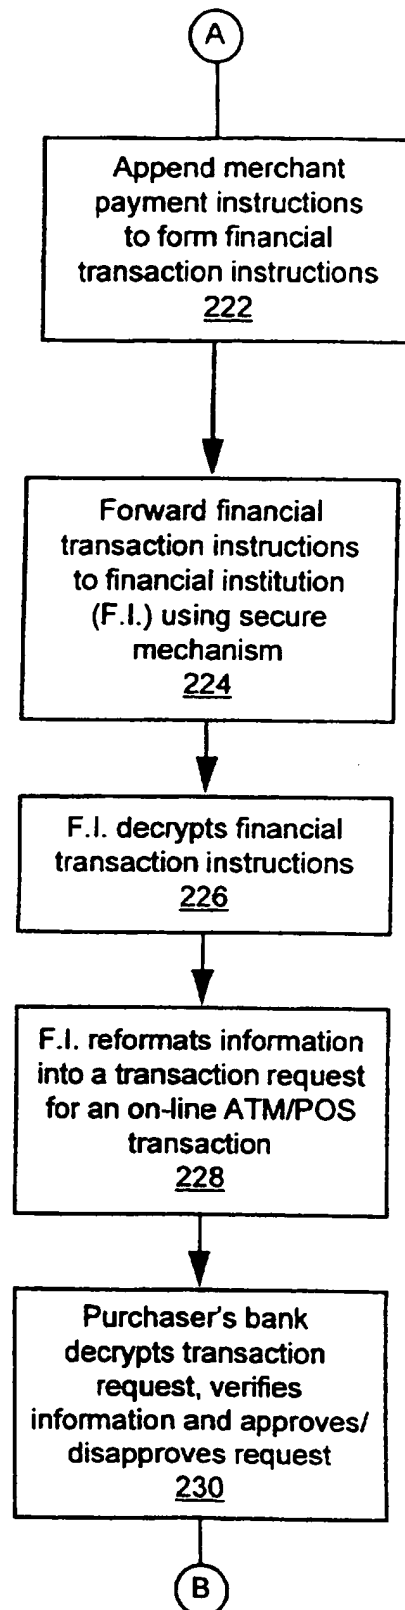 A
Append merchant
payment instructions
to form financial
transaction instructions
222
Forward financial
transaction instructions
to financial institution
(F.I.) using secure
mechanism
224
F.I. decrypts financial
transaction instructions
226
F.I. reformats information
into a transaction request
for an on-line ATM/POS
transaction
228
Purchaser's bank
decrypts transaction
request, verifies
information and approves/
disapproves request
230
B